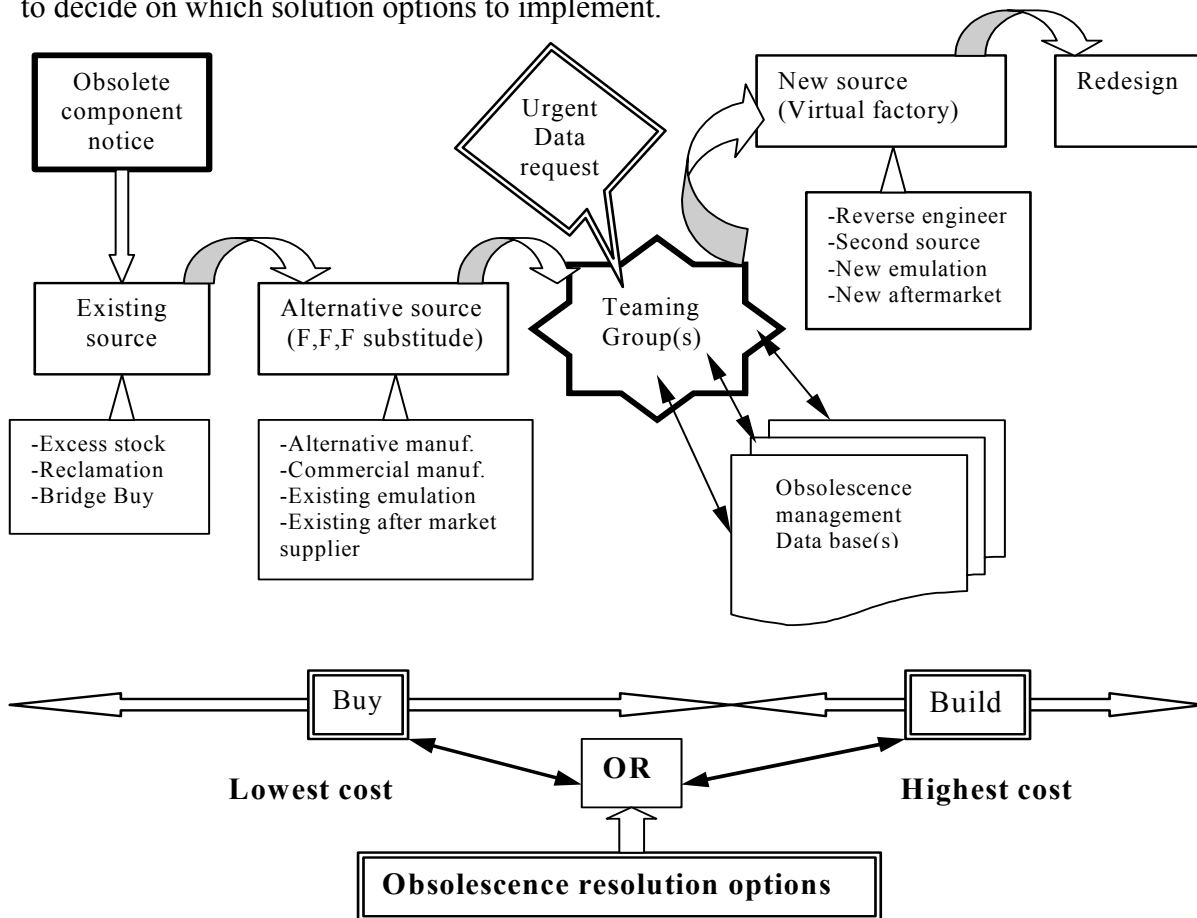 to decide on which solution options to implement.
Obsolete
component
notice
Urgent
Data
request
New source
(Virtual factory)
Redesign
-Reverse engineer
-Second source
-New emulation
-New aftermarket
Existing
source
Alternative source
(F,F,F substitude)
Teaming
Group(s)
-Excess stock
-Reclamation
-Bridge Buy
-Alternative manuf.
-Commercial manuf.
-Existing emulation
-Existing after market
supplier
Obsolescence
management
Data base(s)
Buy
Build
OR
Lowest cost
Highest cost
Obsolescence resolution options